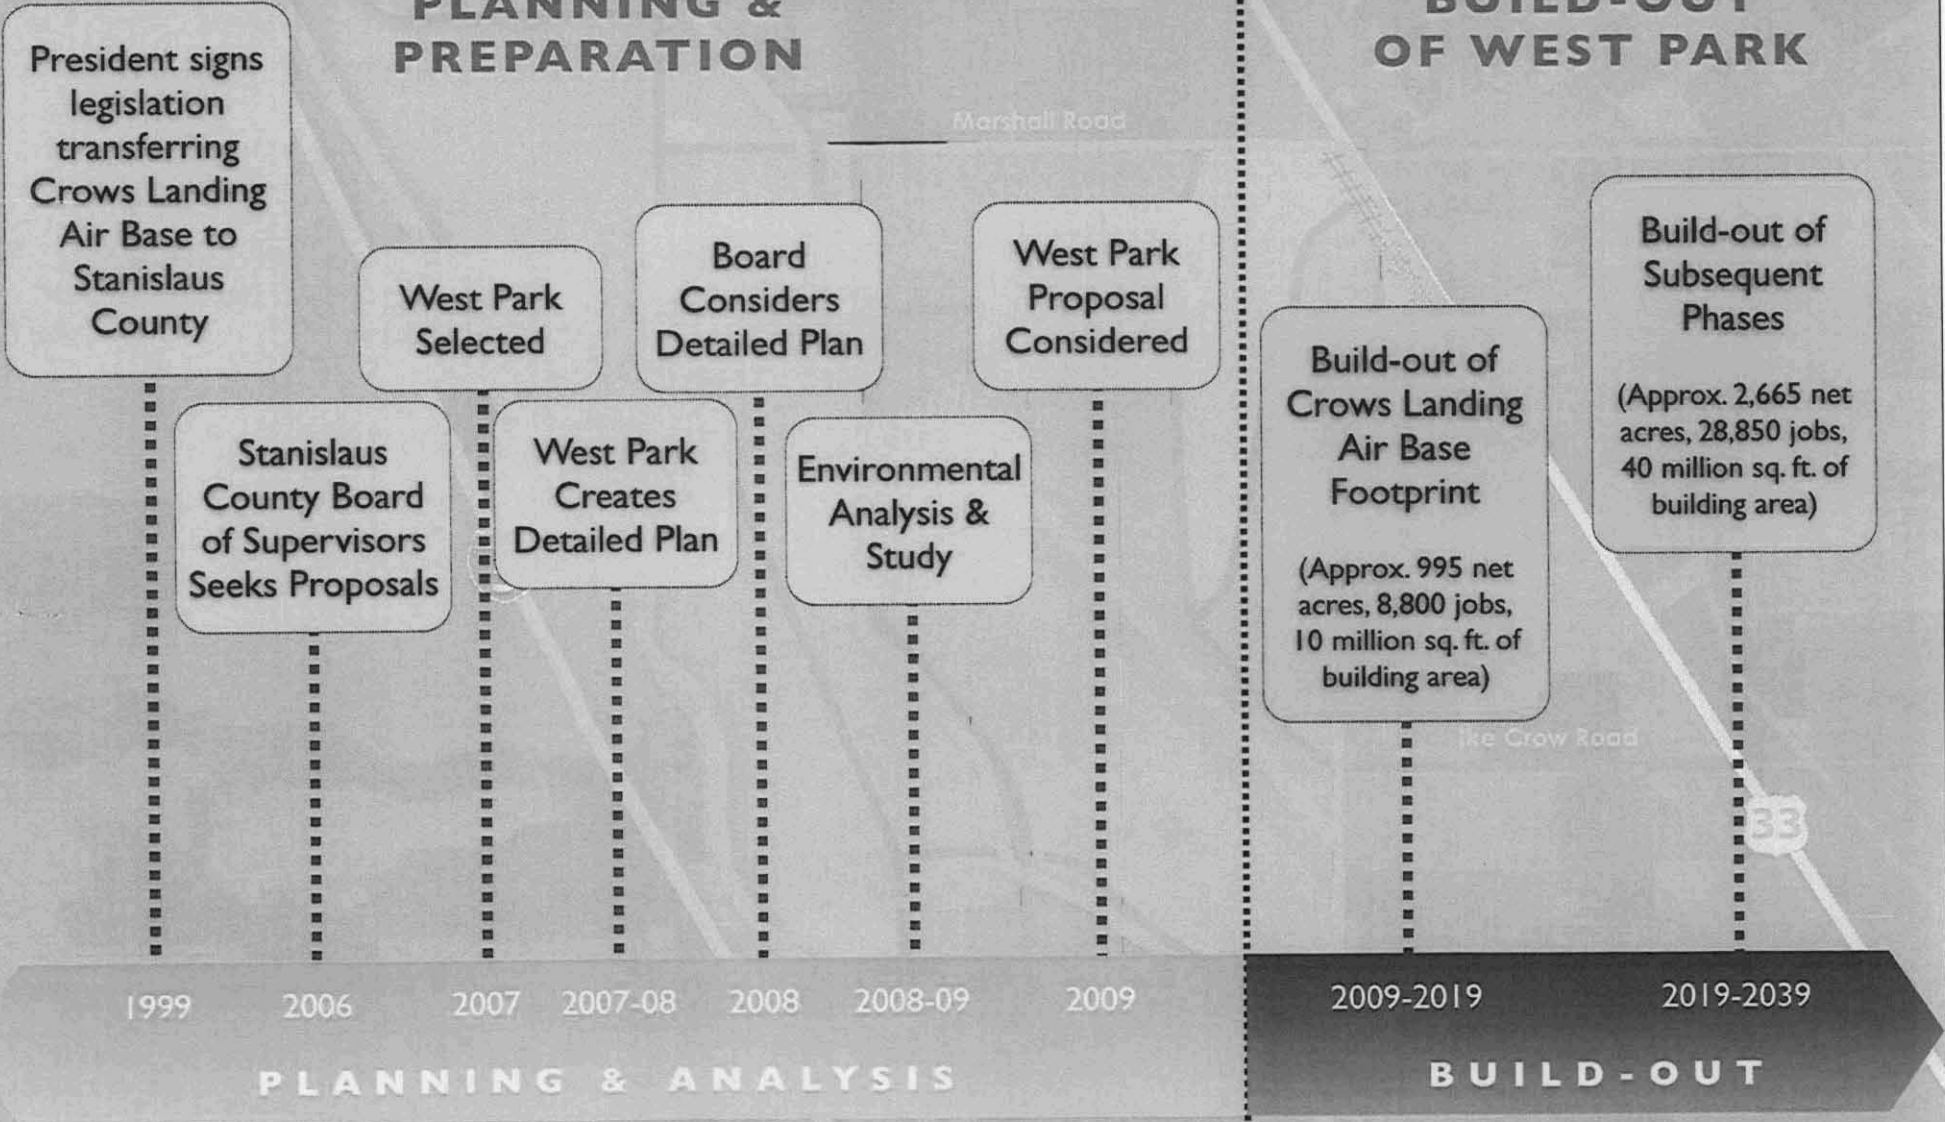 PLANNING &
PREPARATION
BUILD-OUT
OF WEST PARK
Marshall Road
President signs
legislation
transferring
Crows Landing
Air Base to
Stanislaus
County
Stanislaus
County Board
of Supervisors
Seeks Proposals
West Park
Selected
West Park
Creates
Detailed Plan
Board
Considers
Detailed Plan
Environmental
Analysis &
Study
West Park
Proposal
Considered
Build-out of
Crows Landing
Air Base
Footprint
(Approx. 995 net
acres, 8,800 jobs,
10 million sq. ft. of
building area)
Build-out of
Subsequent
Phases
(Approx. 2,665 net
acres, 28,850 jobs,
40 million sq. ft. of
building area)
Ike Crow Road
33
1999
2006
2007
2007-08
2008
2008-09
2009
2009-2019
2019-2039
PLANNING & ANALYSIS
BUILD-OUT